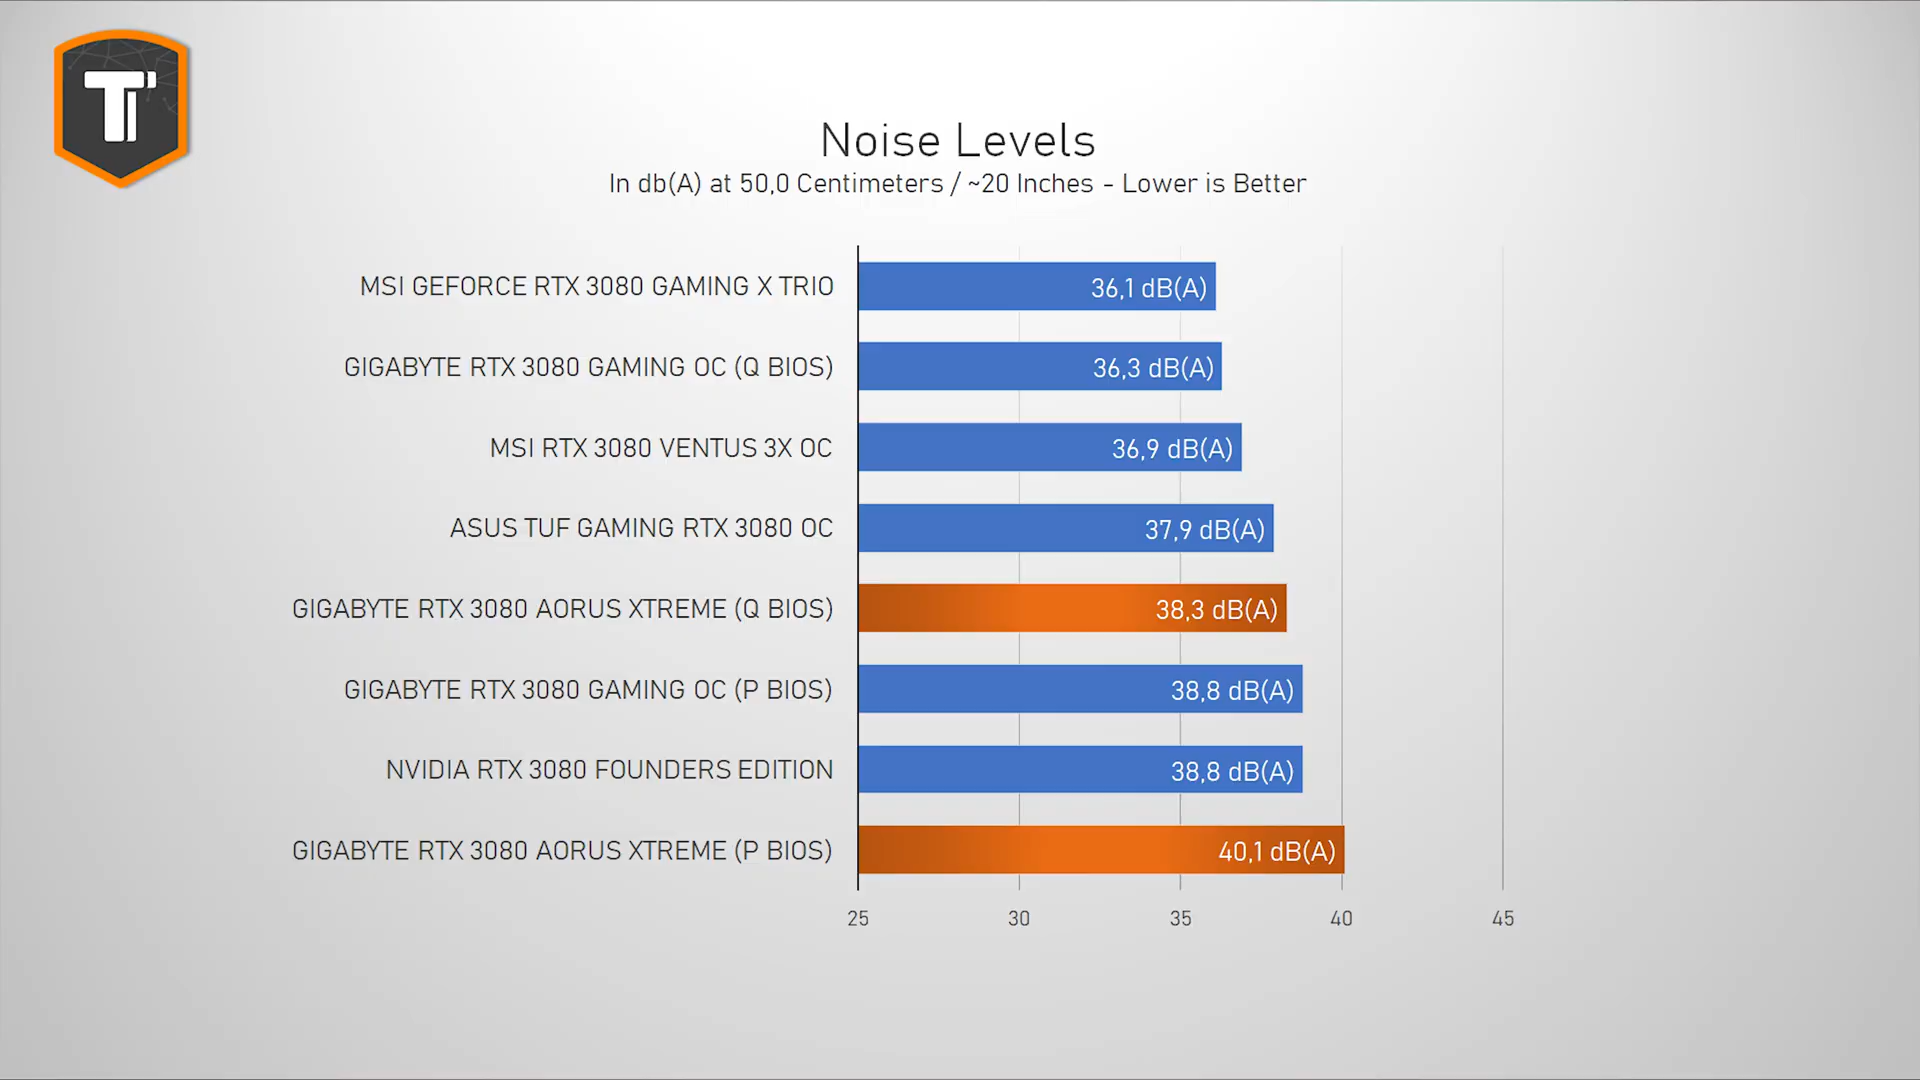 T
Noise Levels
In db(A) at 50,0 Centimeters / ~20 Inches - Lower is Better
MSI GEFORCE RTX 3080 GAMING X TRIO 36,1 dB(A)
GIGABYTE RTX 3080 GAMING OC (Q BIOS) 36,3 dB(A)
MSI RTX 3080 VENTUS 3X OC 36,9 dB(A)
ASUS TUF GAMING RTX 3080 OC 37,9 dB(A)
GIGABYTE RTX 3080 AORUS XTREME (Q BIOS) 38,3 dB(A)
GIGABYTE RTX 3080 GAMING OC (P BIOS) 38,8 dB(A)
NVIDIA RTX 3080 FOUNDERS EDITION 38,8 dB(A)
GIGABYTE RTX 3080 AORUS XTREME (P BIOS) 40,1 dB(A)
25 30 35 40 45